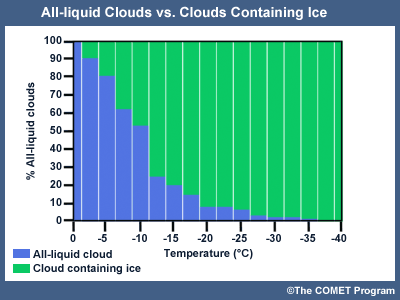 All-liquid Clouds vs. Clouds Containing Ice
% All-liquid clouds
100
90
80
70
60
50
40
30
20
10
0
0 -5 -10 -15 -20 -25 -30 -35 -40
Temperature (°C)
All-liquid cloud
Cloud containing ice
©The COMET Program